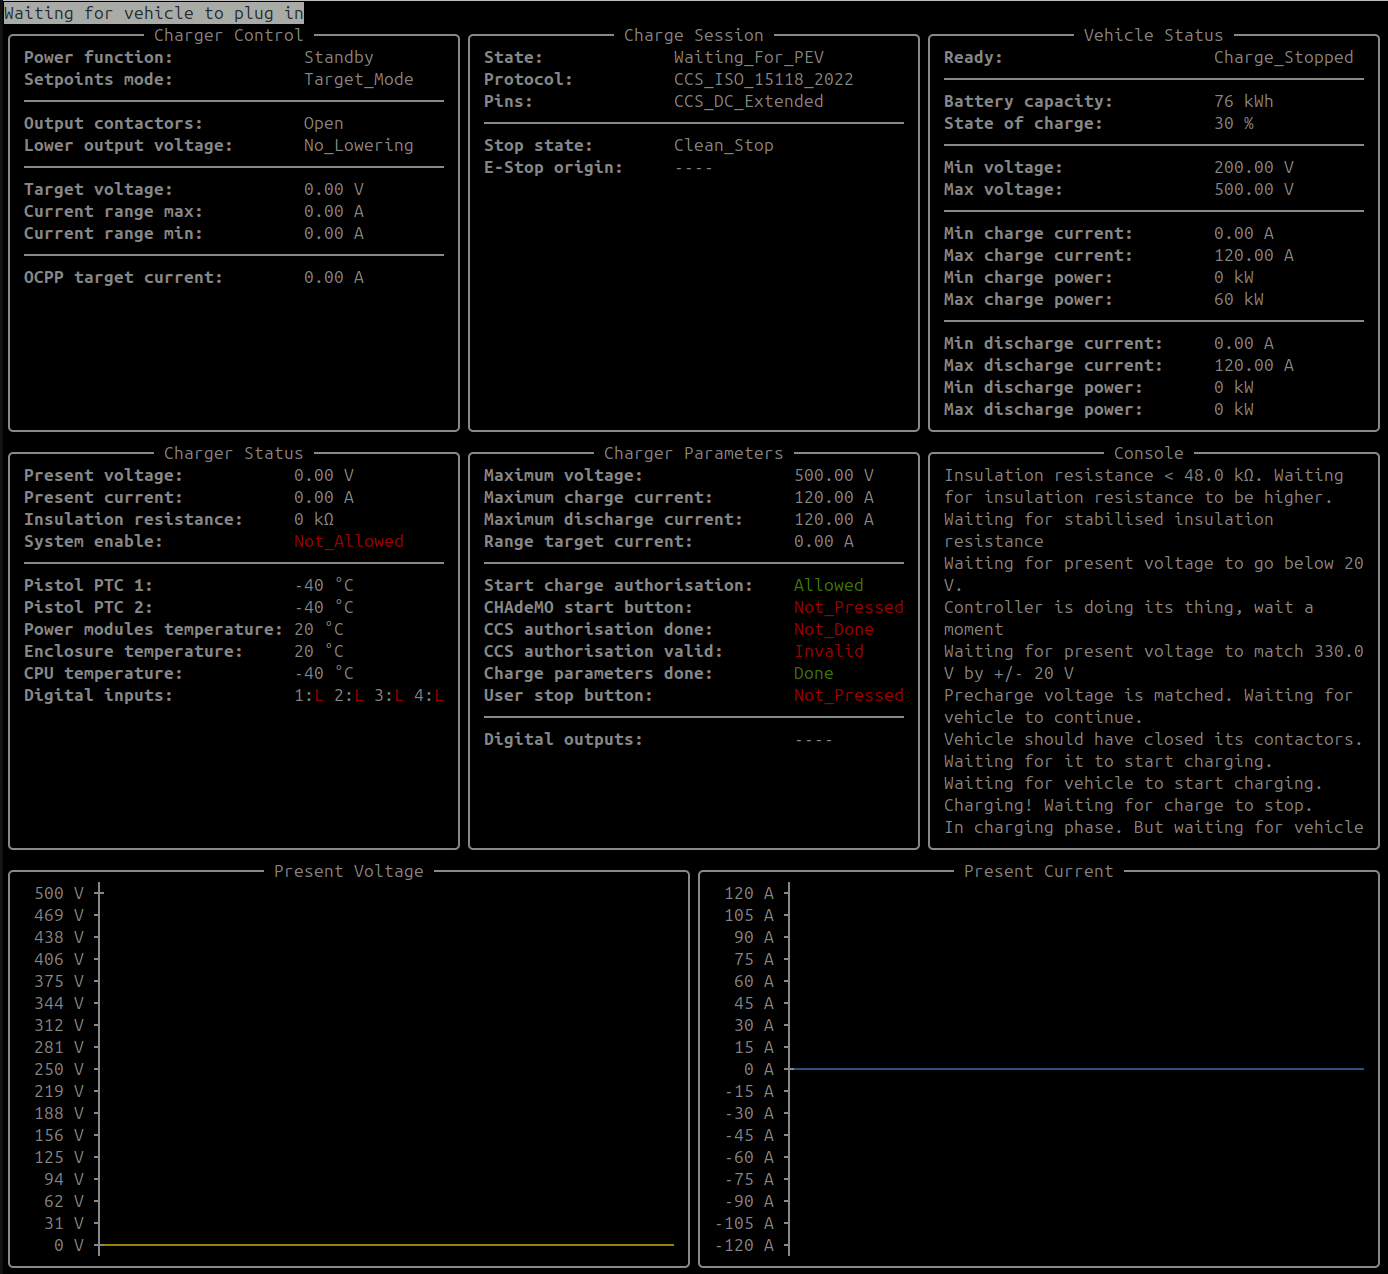 Waiting for vehicle to plug in
Charger Control
Power function: Standby
Setpoints mode: Target_Mode
Output contactors: Open
Lower output voltage: No_Lowering
Target voltage: 0.00 V
Current range max: 0.00 A
Current range min: 0.00 A
OCPP target current: 0.00 A
Charge Session
State: Waiting_For_PEV
Protocol: CCS_ISO_15118_2022
Pins: CCS_DC_Extended
Stop state: Clean_Stop
E-Stop origin: ----
Vehicle Status
Ready: Charge_Stopped
Battery capacity: 76 kWh
State of charge: 30 %
Min voltage: 200.00 V
Max voltage: 500.00 V
Min charge current: 0.00 A
Max charge current: 120.00 A
Min charge power: 0 kW
Max charge power: 60 kW
Min discharge current: 0.00 A
Max discharge current: 120.00 A
Min discharge power: 0 kW
Max discharge power: 0 kW
Charger Status
Present voltage: 0.00 V
Present current: 0.00 A
Insulation resistance: 0 kΩ
System enable: Not_Allowed
Pistol PTC 1: -40 °C
Pistol PTC 2: -40 °C
Power modules temperature: 20 °C
Enclosure temperature: 20 °C
CPU temperature: -40 °C
Digital inputs: 1:L 2:L 3:L 4:L
Charger Parameters
Maximum voltage: 500.00 V
Maximum charge current: 120.00 A
Maximum discharge current: 120.00 A
Range target current: 0.00 A
Start charge authorisation: Allowed
CHAdeMO start button: Not_Pressed
CCS authorisation done: Not_Done
CCS authorisation valid: Invalid
Charge parameters done: Done
User stop button: Not_Pressed
Digital outputs: ----
Console
Insulation resistance < 48.0 kΩ. Waiting
for insulation resistance to be higher.
Waiting for stabilised insulation
resistance
Waiting for present voltage to go below 20
V.
Controller is doing its thing, wait a
moment
Waiting for present voltage to match 330.0
V by +/- 20 V
Precharge voltage is matched. Waiting for
vehicle to continue.
Vehicle should have closed its contactors.
Waiting for it to start charging.
Waiting for vehicle to start charging.
Charging! Waiting for charge to stop.
In charging phase. But waiting for vehicle
Present Voltage
500 V
469 V
438 V
406 V
375 V
344 V
312 V
281 V
250 V
219 V
188 V
156 V
125 V
94 V
62 V
31 V
0 V
Present Current
120 A
105 A
90 A
75 A
60 A
45 A
30 A
15 A
0 A
-15 A
-30 A
-45 A
-60 A
-75 A
-90 A
-105 A
-120 A